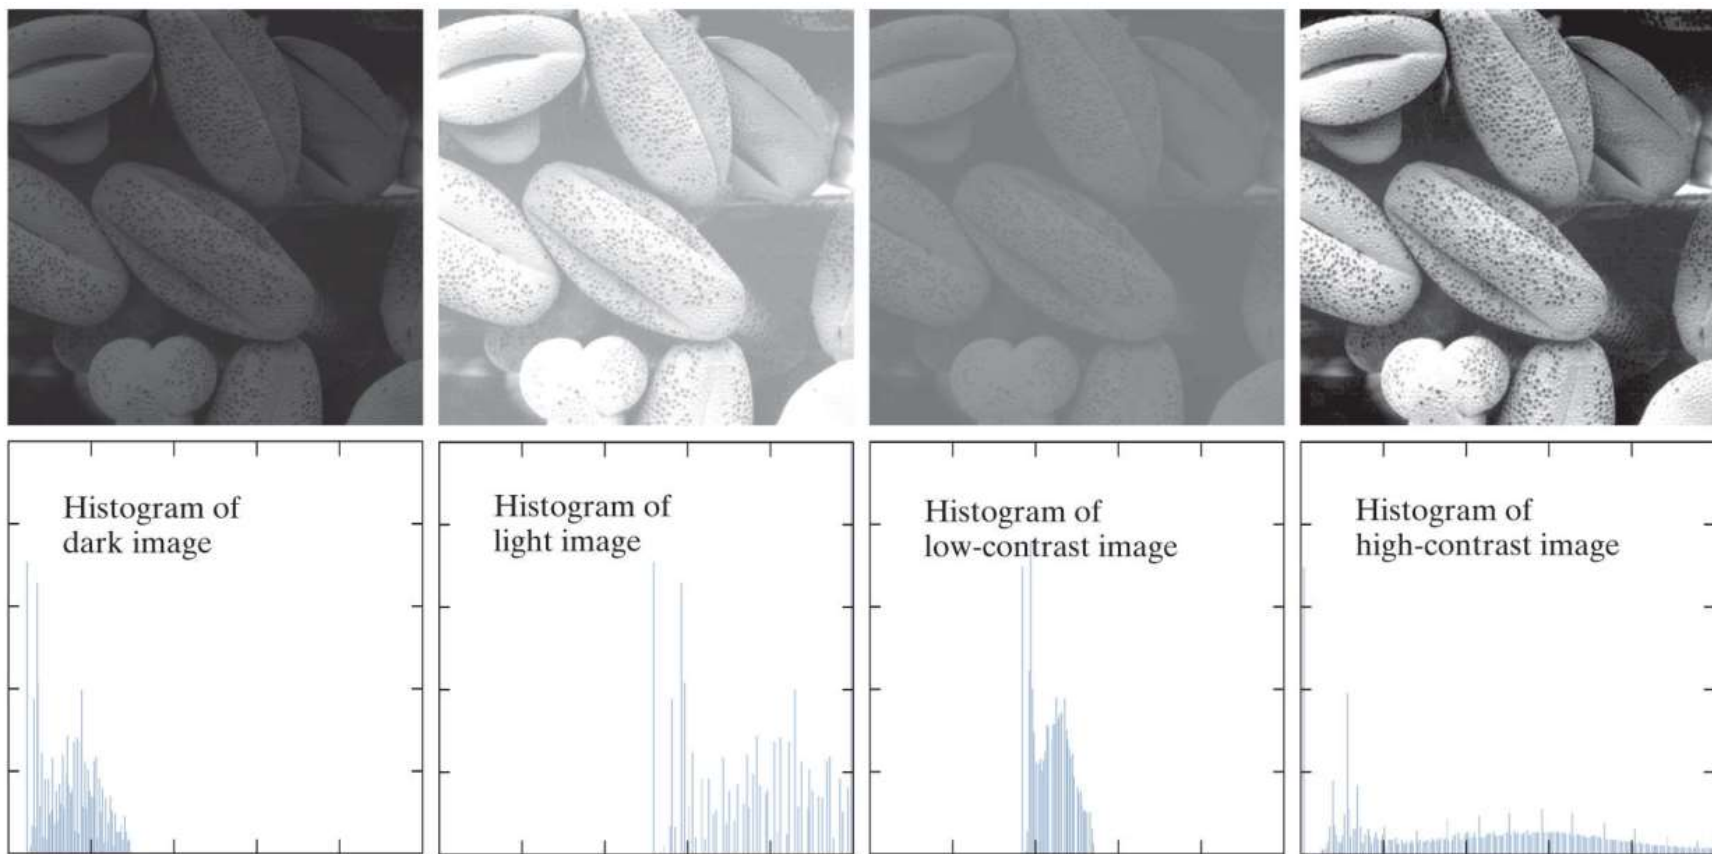 Histogram of
dark image
Histogram of
light image
Histogram of
low-contrast image
Histogram of
high-contrast image